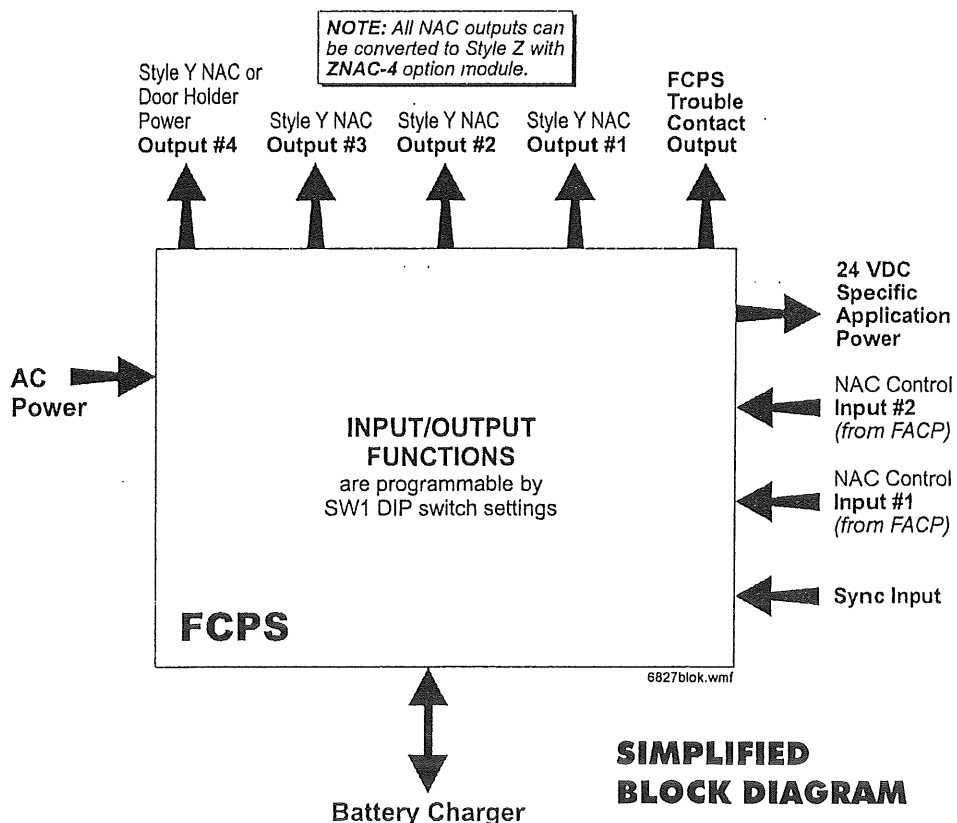 NOTE: All NAC outputs can
be converted to Style Z with
ZNAC-4 option module.
Style Y NAC or
Door Holder
Power
Output #4
Style Y NAC
Output #3
Style Y NAC
Output #2
Style Y NAC
Output #1
FCPS
Trouble
Contact
Output
24 VDC
Specific
Application
Power
AC
Power
NAC Control
Input #2
(from FACP)
INPUT/OUTPUT
FUNCTIONS
are programmable by
SW1 DIP switch settings
NAC Control
Input #1
(from FACP)
Sync Input
FCPS
6827blok.wmf
SIMPLIFIED
BLOCK DIAGRAM
Battery Charger